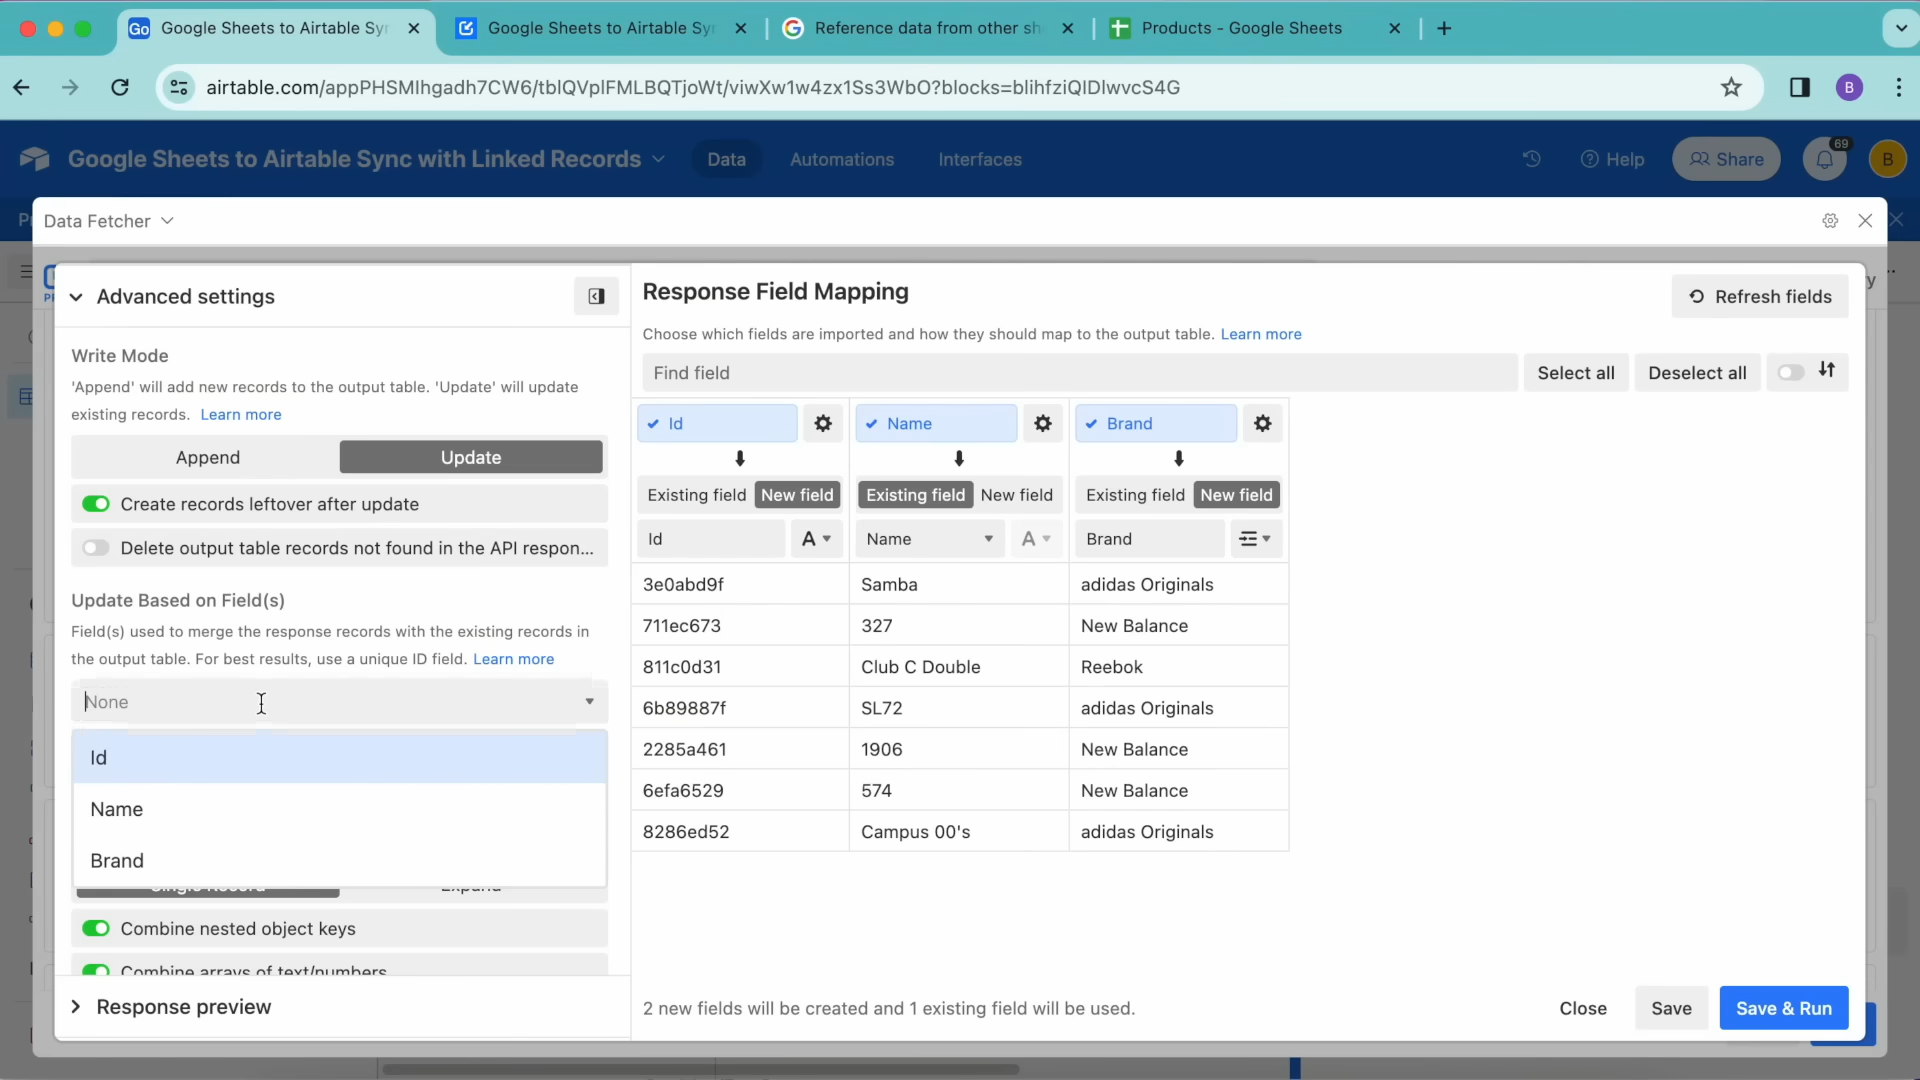 Go Google Sheets to Airtable Syn
Google Sheets to Airtable Sy
Reference data from other sh
Products - Google Sheets
airtable.com/appPHSMIhgadh7CW6/tblQVplFMLBQTjoWt/viwXw1w4zx1Ss3WbO?blocks=blihfziQIDlwvcS4G
B
Google Sheets to Airtable Sync with Linked Records
Data
Automations
Interfaces
Help
Share
69
B
Data Fetcher
Advanced settings
Write Mode
'Append' will add new records to the output table. 'Update' will update
existing records. Learn more
Append Update
Create records leftover after update
Delete output table records not found in the API respon...
Update Based on Field(s)
Field(s) used to merge the response records with the existing records in
the output table. For best results, use a unique ID field. Learn more
None
Id
Name
Brand
Single Record Expand
Combine nested object keys
Combine arrays of text/numbers
Response preview
Response Field Mapping
Refresh fields
Choose which fields are imported and how they should map to the output table. Learn more
Find field
Select all
Deselect all
Id Name Brand
Existing field New field Existing field New field Existing field New field
Id A Name A Brand
3e0abd9f Samba adidas Originals
711ec673 327 New Balance
811c0d31 Club C Double Reebok
6b89887f SL72 adidas Originals
2285a461 1906 New Balance
6efa6529 574 New Balance
8286ed52 Campus 00's adidas Originals
2 new fields will be created and 1 existing field will be used.
Close
Save
Save & Run